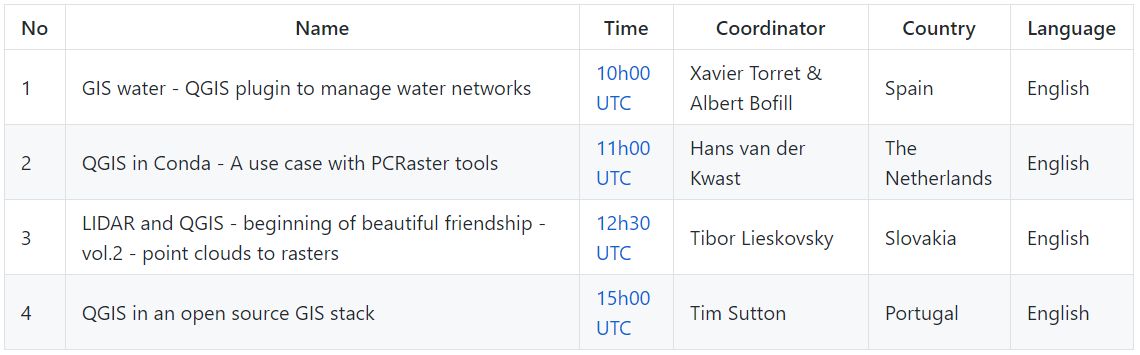 No Name Time Coordinator Country Language
1 GIS water - QGIS plugin to manage water networks 10h00 UTC Xavier Torret & Albert Bofill Spain English
2 QGIS in Conda - A use case with PCRaster tools 11h00 UTC Hans van der Kwast The Netherlands English
3 LIDAR and QGIS - beginning of beautiful friendship - vol.2 - point clouds to rasters 12h30 UTC Tibor Lieskovsky Slovakia English
4 QGIS in an open source GIS stack 15h00 UTC Tim Sutton Portugal English